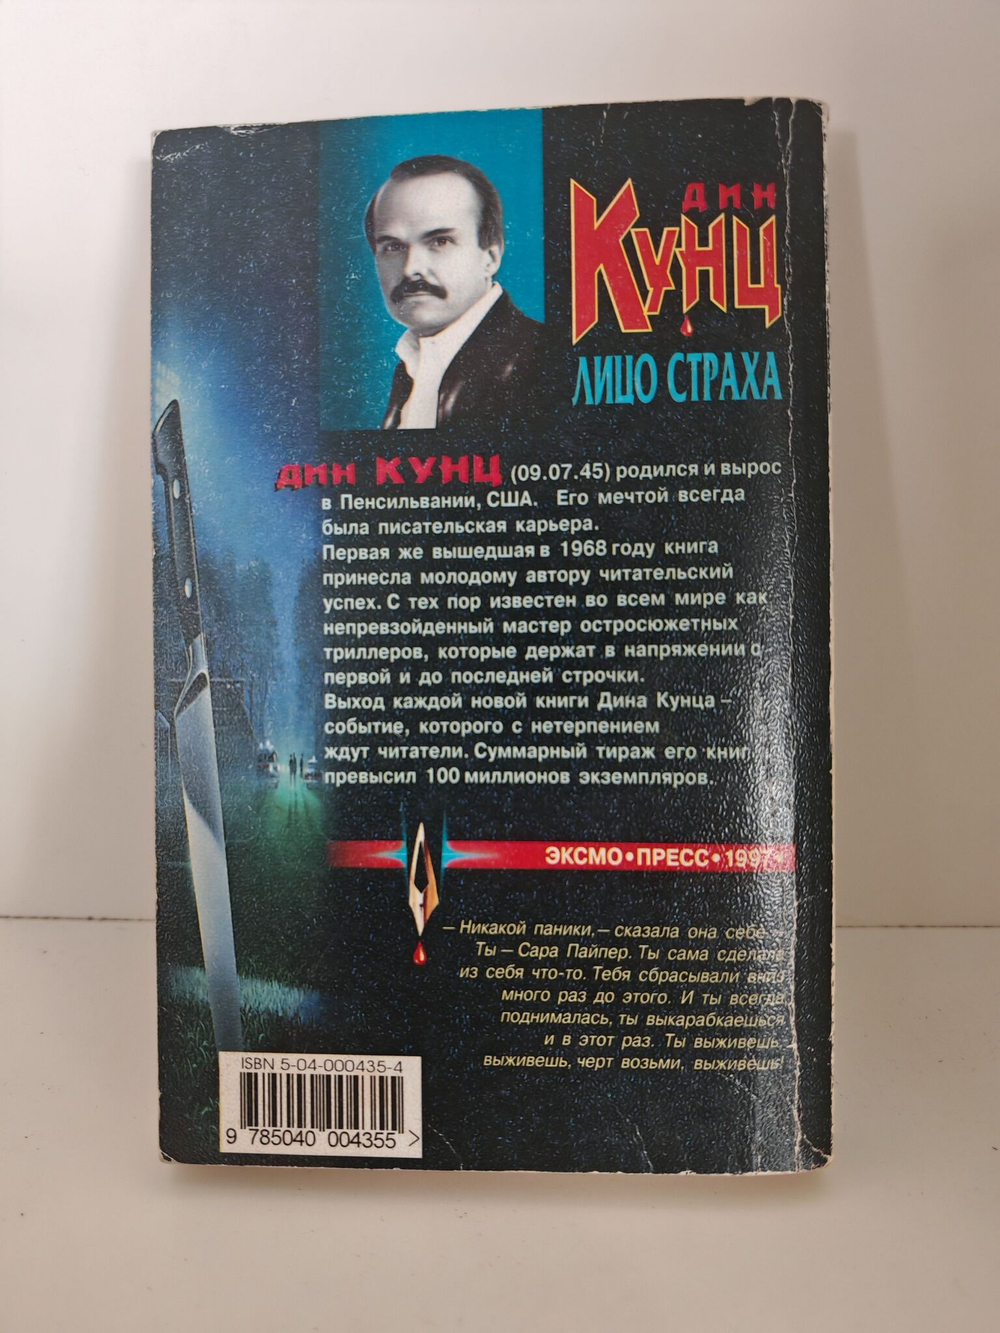 ДИН
КУНЦ
ЛИЦО СТРАХА
ДИН КУНЦ (09.07.45) родился и вырос
в Пенсильвании, США. Его мечтой всегда
была писательская карьера.
Первая же вышедшая в 1968 году книга
принесла молодому автору читательский
успех. С тех пор известен во всем мире как
непревзойденный мастер остросюжетных
триллеров, которые держат в напряжении с
первой и до последней строчки.
Выход каждой новой книги Дина Кунца –
событие, которого с нетерпением
ждут читатели. Суммарный тираж его книг
превысил 100 миллионов экземпляров.
ЭКСМО•ПРЕСС•1997•
– Никакой паники, – сказала она себе. –
Ты – Сара Пайпер. Ты сама сделала
из себя что-то. Тебя сбрасывали вниз
много раз до этого. И ты всегда
поднималась, ты выкарабкаешься
и в этот раз. Ты выживешь,
выживешь, черт возьми, выживешь!
ISBN 5-04-000435-4
9 785040 004355 >